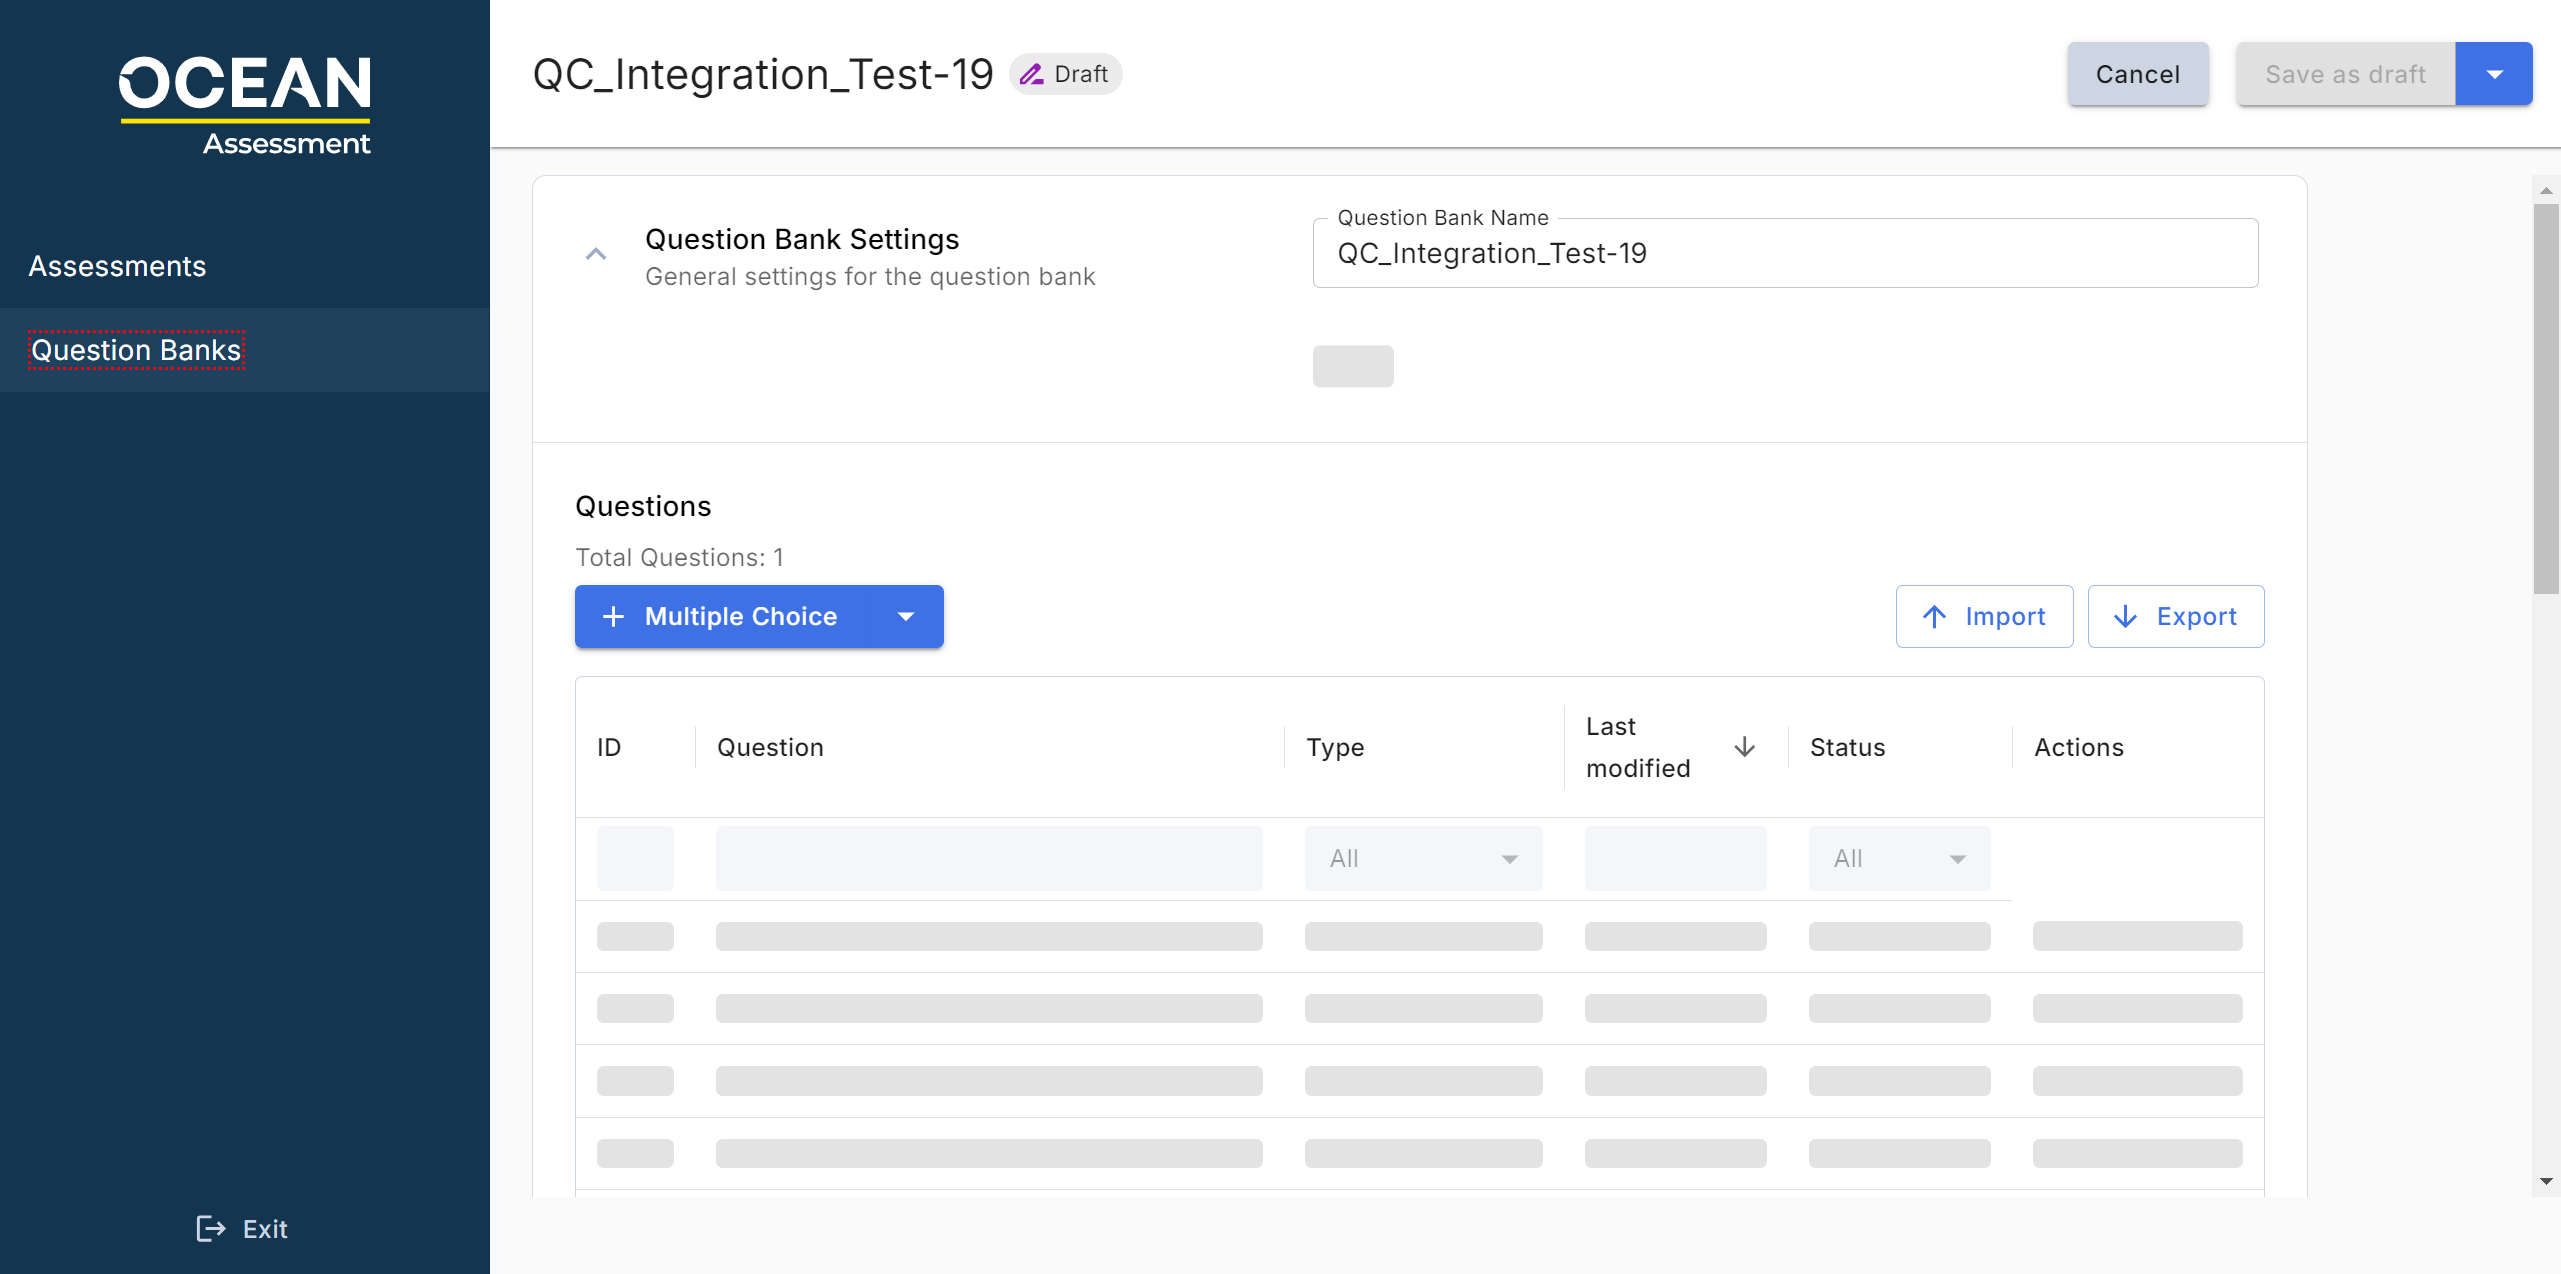 OCEAN
Assessment
Assessments
Question Banks
Exit
QC_Integration_Test-19
Draft
Cancel
Save as draft
Question Bank Settings
General settings for the question bank
Question Bank Name
QC_Integration_Test-19
Questions
Total Questions: 1
Multiple Choice
Import
Export
ID
Question
Type
Last modified
Status
Actions
All
All